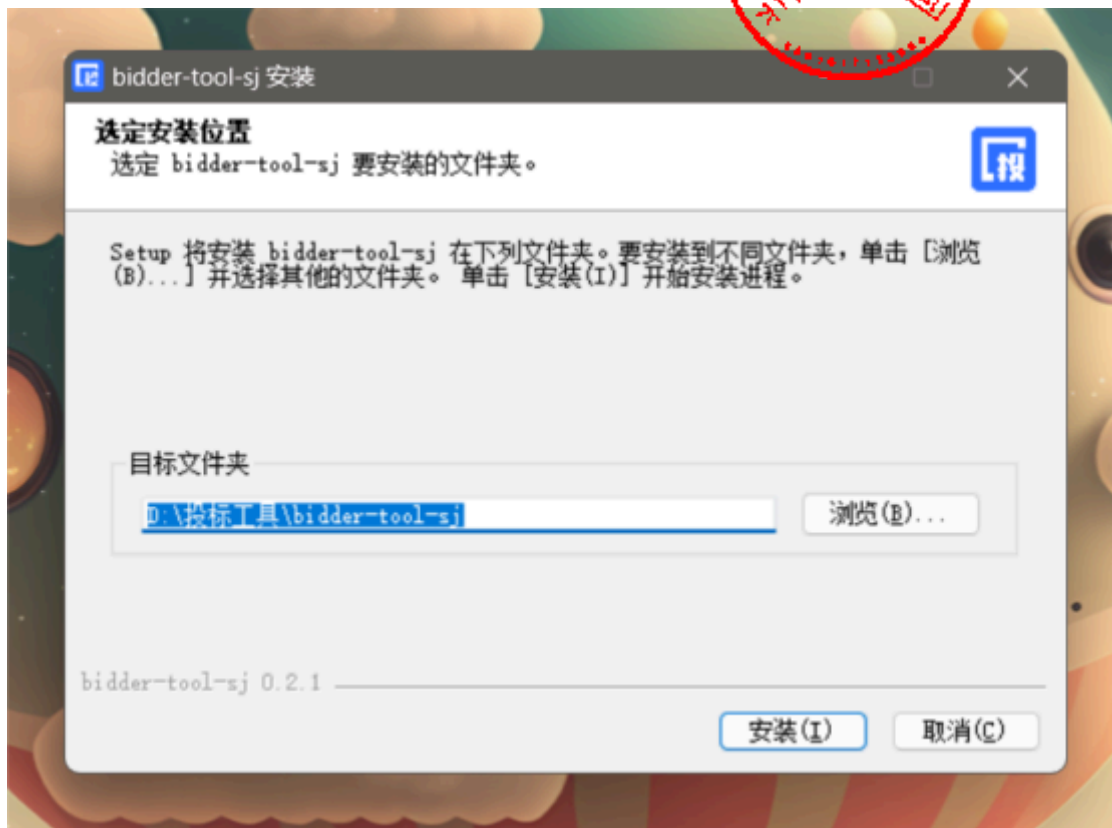 投
bidder-tool-sj 安装
选定安装位置
选定 bidder-tool-sj 要安装的文件夹。
投
Setup 将安装 bidder-tool-sj 在下列文件夹。要安装到不同文件夹，单击 [浏览
(B)...] 并选择其他的文件夹。 单击 [安装(I)] 开始安装进程。
目标文件夹
D:\投标工具\bidder-tool-sj
浏览(B)...
bidder-tool-sj 0.2.1
安装(I)
取消(C)